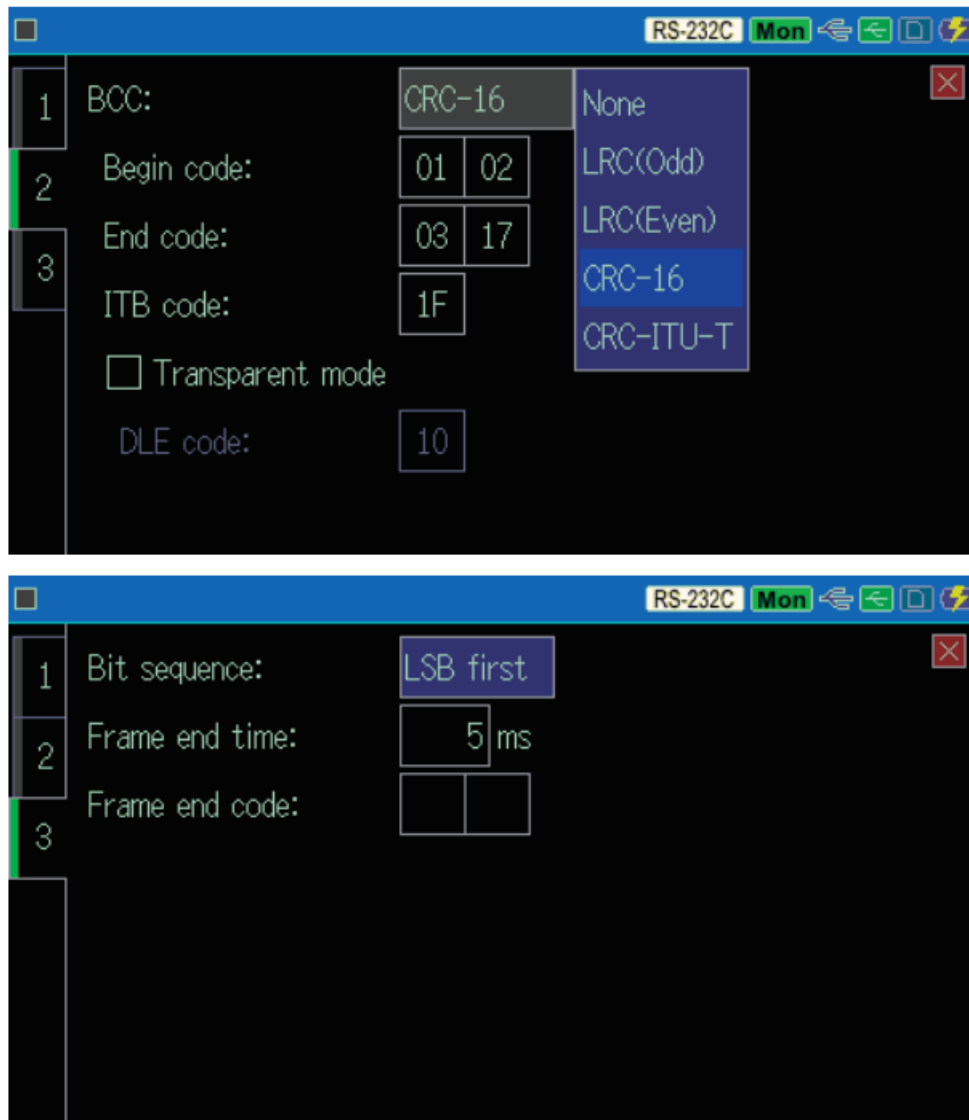 RS-232C Mon
1 BCC: CRC-16 None
Begin code: 01 02 LRC(Odd)
2
End code: 03 17 LRC(Even)
3 CRC-16
ITB code: 1F CRC-ITU-T
Transparent mode
DLE code: 10
RS-232C Mon
1 Bit sequence: LSB first
2 Frame end time: 5 ms
Frame end code:
3